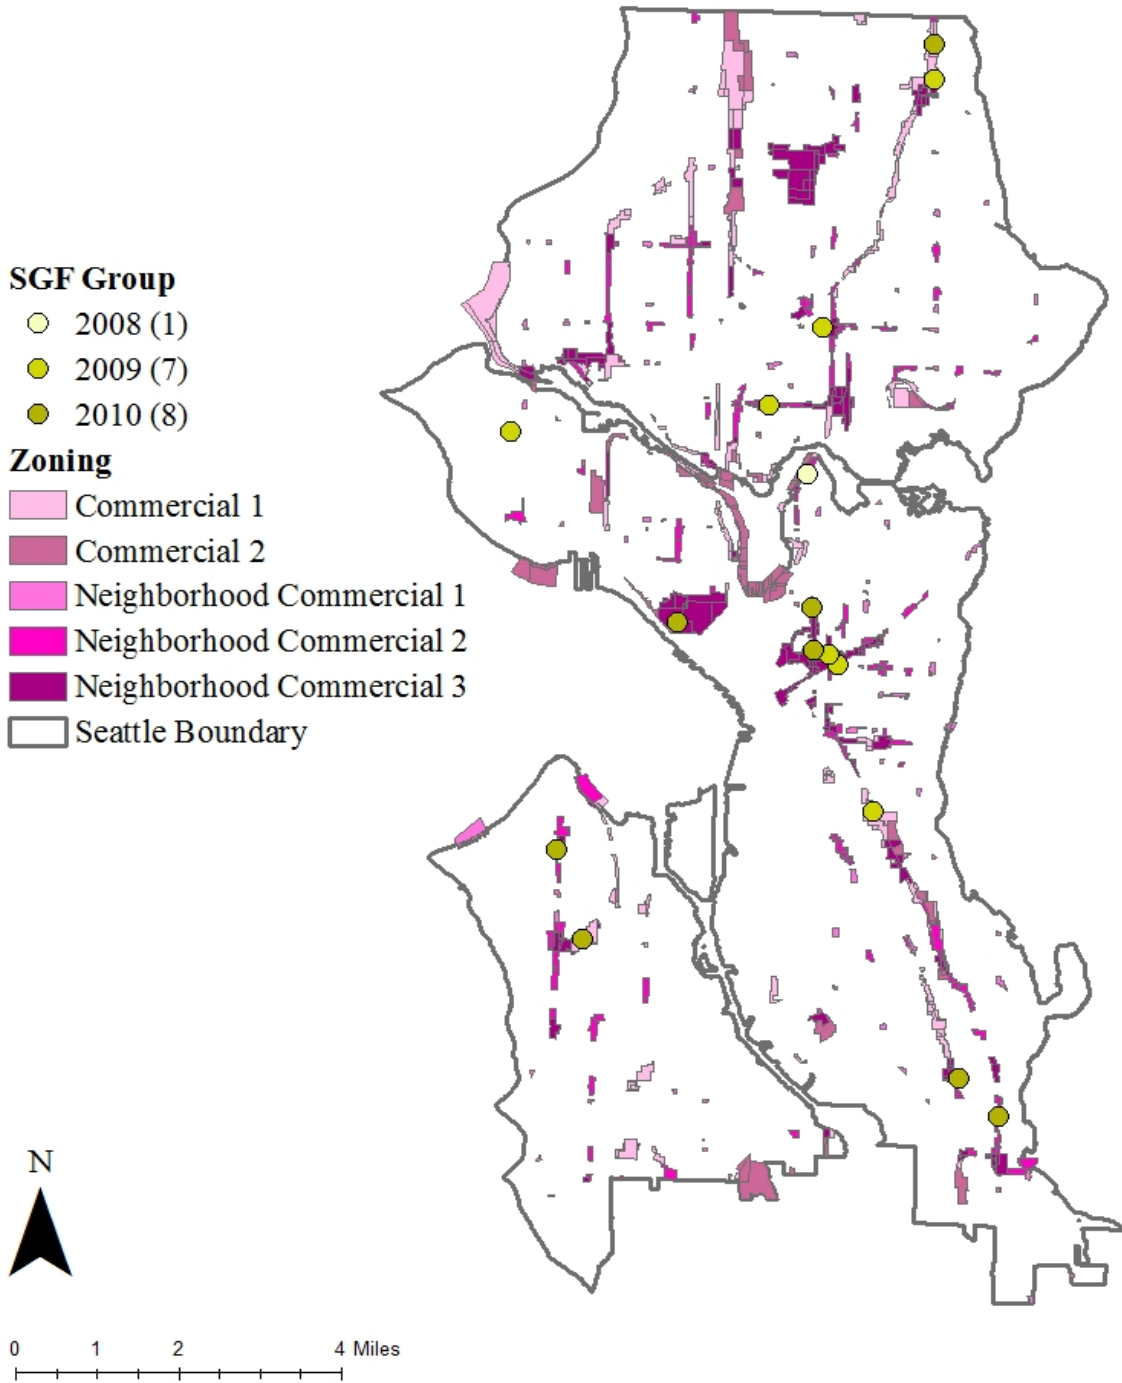 SGF Group
2008 (1)
2009 (7)
2010 (8)
Zoning
Commercial 1
Commercial 2
Neighborhood Commercial 1
Neighborhood Commercial 2
Neighborhood Commercial 3
Seattle Boundary
N
0 1 2 4 Miles